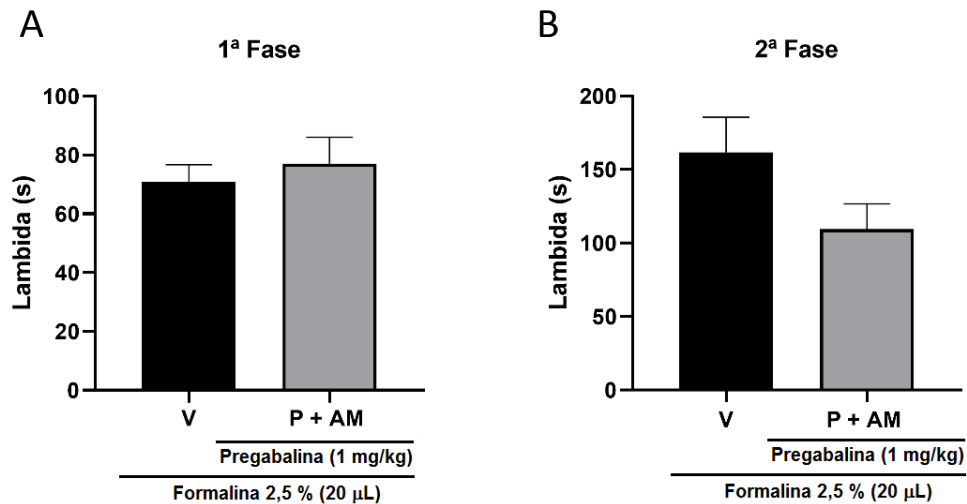 A
1ª Fase
Lambida (s)
100
80
60
40
20
0
V
P + AM
Pregabalina (1 mg/kg)
Formalina 2,5 % (20 µL)
B
2ª Fase
Lambida (s)
200
150
100
50
0
V
P + AM
Pregabalina (1 mg/kg)
Formalina 2,5 % (20 µL)